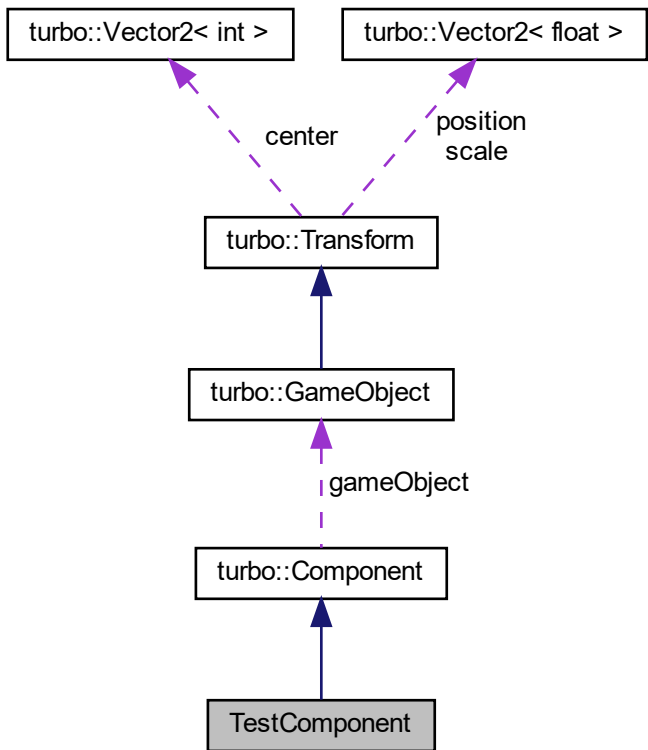 turbo::Vector2< int >
turbo::Vector2< float >
center
position
scale
turbo::Transform
turbo::GameObject
gameObject
turbo::Component
TestComponent